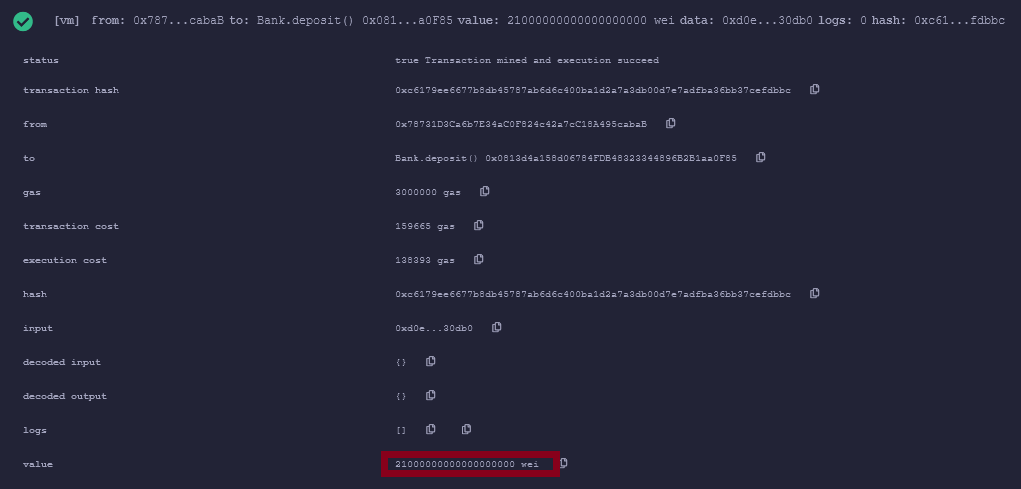 [vm] from: 0x787...cabaB to: Bank.deposit() 0x081...a0F85 value: 21000000000000000000 wei data: 0xd0e...30db0 logs: 0 hash: 0xc61...fdbbc
status true Transaction mined and execution succeed
transaction hash 0xc6179ee6677b8db45787ab6d6c400ba1d2a7a3db00d7e7adfba36bb37cefdbbc
from 0x78731D3Ca6b7E34aC0F824c42a7cC18A495cabaB
to Bank.deposit() 0x0813d4a158d06784FDB48323344896B2B1aa0F85
gas 3000000 gas
transaction cost 159665 gas
execution cost 138393 gas
hash 0xc6179ee6677b8db45787ab6d6c400ba1d2a7a3db00d7e7adfba36bb37cefdbbc
input 0xd0e...30db0
decoded input {}
decoded output {}
logs []
value 21000000000000000000 wei